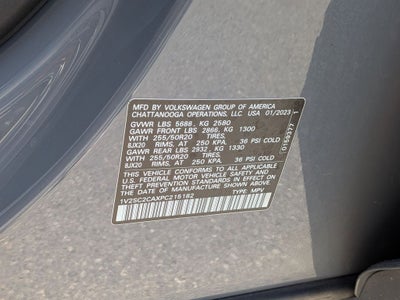 MFD BY VOLKSWAGEN GROUP OF AMERICA
CHATTANOOGA OPERATIONS, LLC. USA 01/2023
GVWR LBS 5688, KG 2580
GAWR FRONT LBS 2866, KG 1300
WITH 255/50R20 TIRES,
8JX20 RIMS, AT 250 KPA, 36 PSI COLD
GAWR REAR LBS 2932, KG 1330
WITH 255/50R20 TIRES,
8JX20 RIMS, AT 250 KPA, 36 PSI COLD
THIS VEHICLE CONFORMS TO ALL APPLICABLE
FEDERAL MOTOR VEHICLE SAFETY AND
THEFT PREVENTION STANDARDS IN EFFECT ON
THE DATE OF MANUFACTURE SHOWN ABOVE.
TYPE: MPV